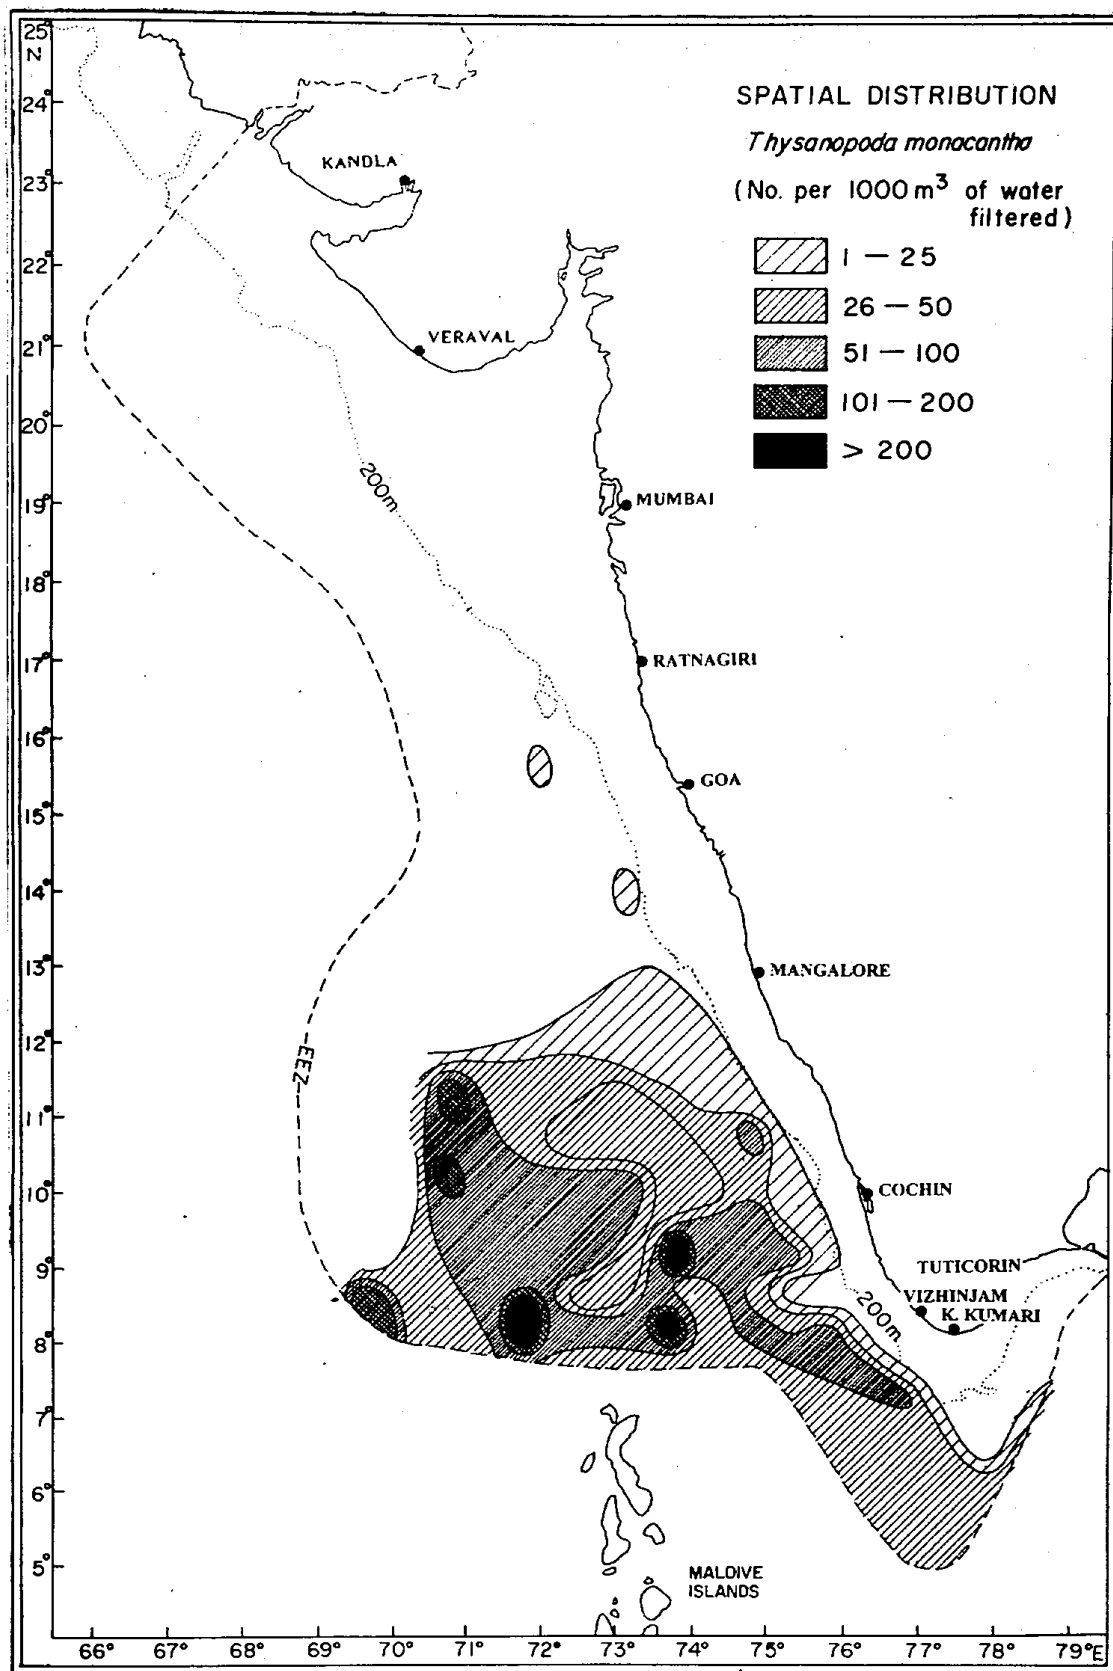 SPATIAL DISTRIBUTION
Thysanopoda monacantha
(No. per 1000 m³ of water
filtered)
1 — 25
26 — 50
51 — 100
101 — 200
> 200
25°
N
24°
23°
22°
21°
20°
19°
18°
17°
16°
15°
14°
13°
12°
11°
10°
9°
8°
7°
6°
5°
KANDLA
VERAVAL
200m
MUMBAI
RATNAGIRI
GOA
MANGALORE
EEZ
COCHIN
TUTICORIN
VIZHINJAM
K. KUMARI
200m
MALDIVE
ISLANDS
66° 67° 68° 69° 70° 71° 72° 73° 74° 75° 76° 77° 78° 79°E